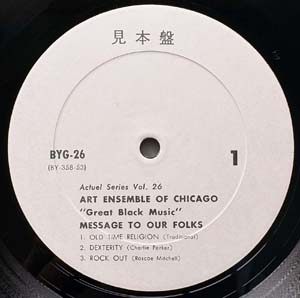 見本盤
BYG-26
(BY-358-53)
1
Actuel Series Vol. 26
ART ENSEMBLE OF CHICAGO
"Great Black Music"
MESSAGE TO OUR FOLKS
1. OLD TIME RELIGION (Traditional)
2. DEXTERITY (Charlie Parker)
3. ROCK OUT (Roscoe Mitchell)